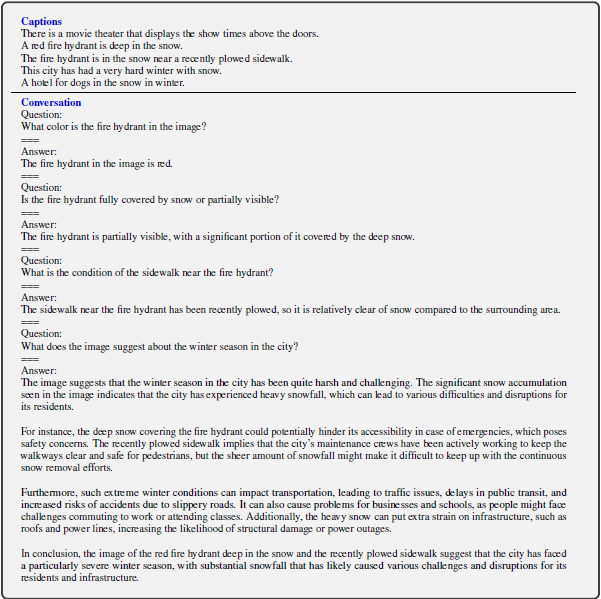 Captions
There is a movie theater that displays the show times above the doors.
A red fire hydrant is deep in the snow.
The fire hydrant is in the snow near a recently plowed sidewalk.
This city has had a very hard winter with snow.
A hotel for dogs in the snow in winter.
Conversation
Question:
What color is the fire hydrant in the image?
===
Answer:
The fire hydrant in the image is red.
===
Question:
Is the fire hydrant fully covered by snow or partially visible?
===
Answer:
The fire hydrant is partially visible, with a significant portion of it covered by the deep snow.
===
Question:
What is the condition of the sidewalk near the fire hydrant?
===
Answer:
The sidewalk near the fire hydrant has been recently plowed, so it is relatively clear of snow compared to the surrounding area.
===
Question:
What does the image suggest about the winter season in the city?
===
Answer:
The image suggests that the winter season in the city has been quite harsh and challenging. The significant snow accumulation
seen in the image indicates that the city has experienced heavy snowfall, which can lead to various difficulties and disruptions for
its residents.
For instance, the deep snow covering the fire hydrant could potentially hinder its accessibility in case of emergencies, which poses
safety concerns. The recently plowed sidewalk implies that the city's maintenance crews have been actively working to keep the
walkways clear and safe for pedestrians, but the sheer amount of snowfall might make it difficult to keep up with the continuous
snow removal efforts.
Furthermore, such extreme winter conditions can impact transportation, leading to traffic issues, delays in public transit, and
increased risks of accidents due to slippery roads. It can also cause problems for businesses and schools, as people might face
challenges commuting to work or attending classes. Additionally, the heavy snow can put extra strain on infrastructure, such as
roofs and power lines, increasing the likelihood of structural damage or power outages.
In conclusion, the image of the red fire hydrant deep in the snow and the recently plowed sidewalk suggest that the city has faced
a particularly severe winter season, with substantial snowfall that has likely caused various challenges and disruptions for its
residents and infrastructure.